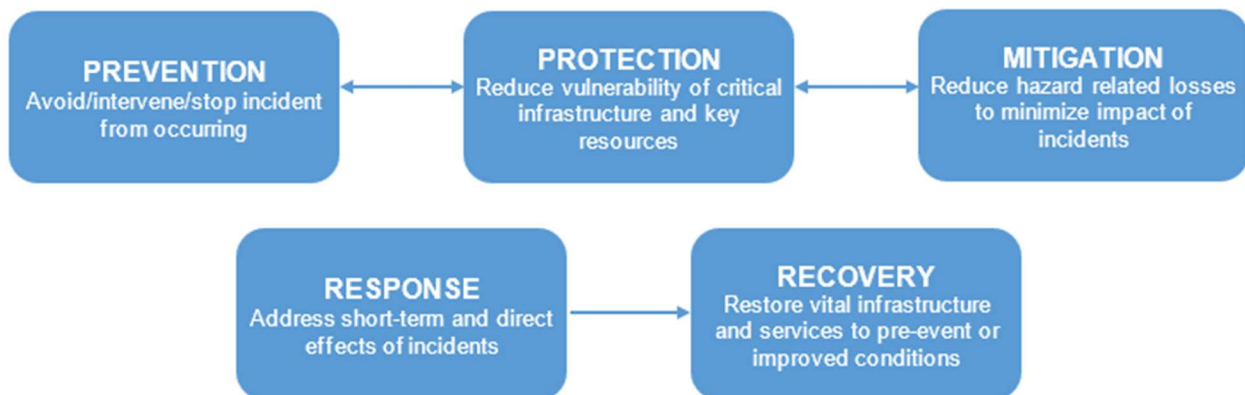 PREVENTION
Avoid/intervene/stop incident
from occurring
PROTECTION
Reduce vulnerability of critical
infrastructure and key
resources
MITIGATION
Reduce hazard related losses
to minimize impact of
incidents
RESPONSE
Address short-term and direct
effects of incidents
RECOVERY
Restore vital infrastructure
and services to pre-event or
improved conditions